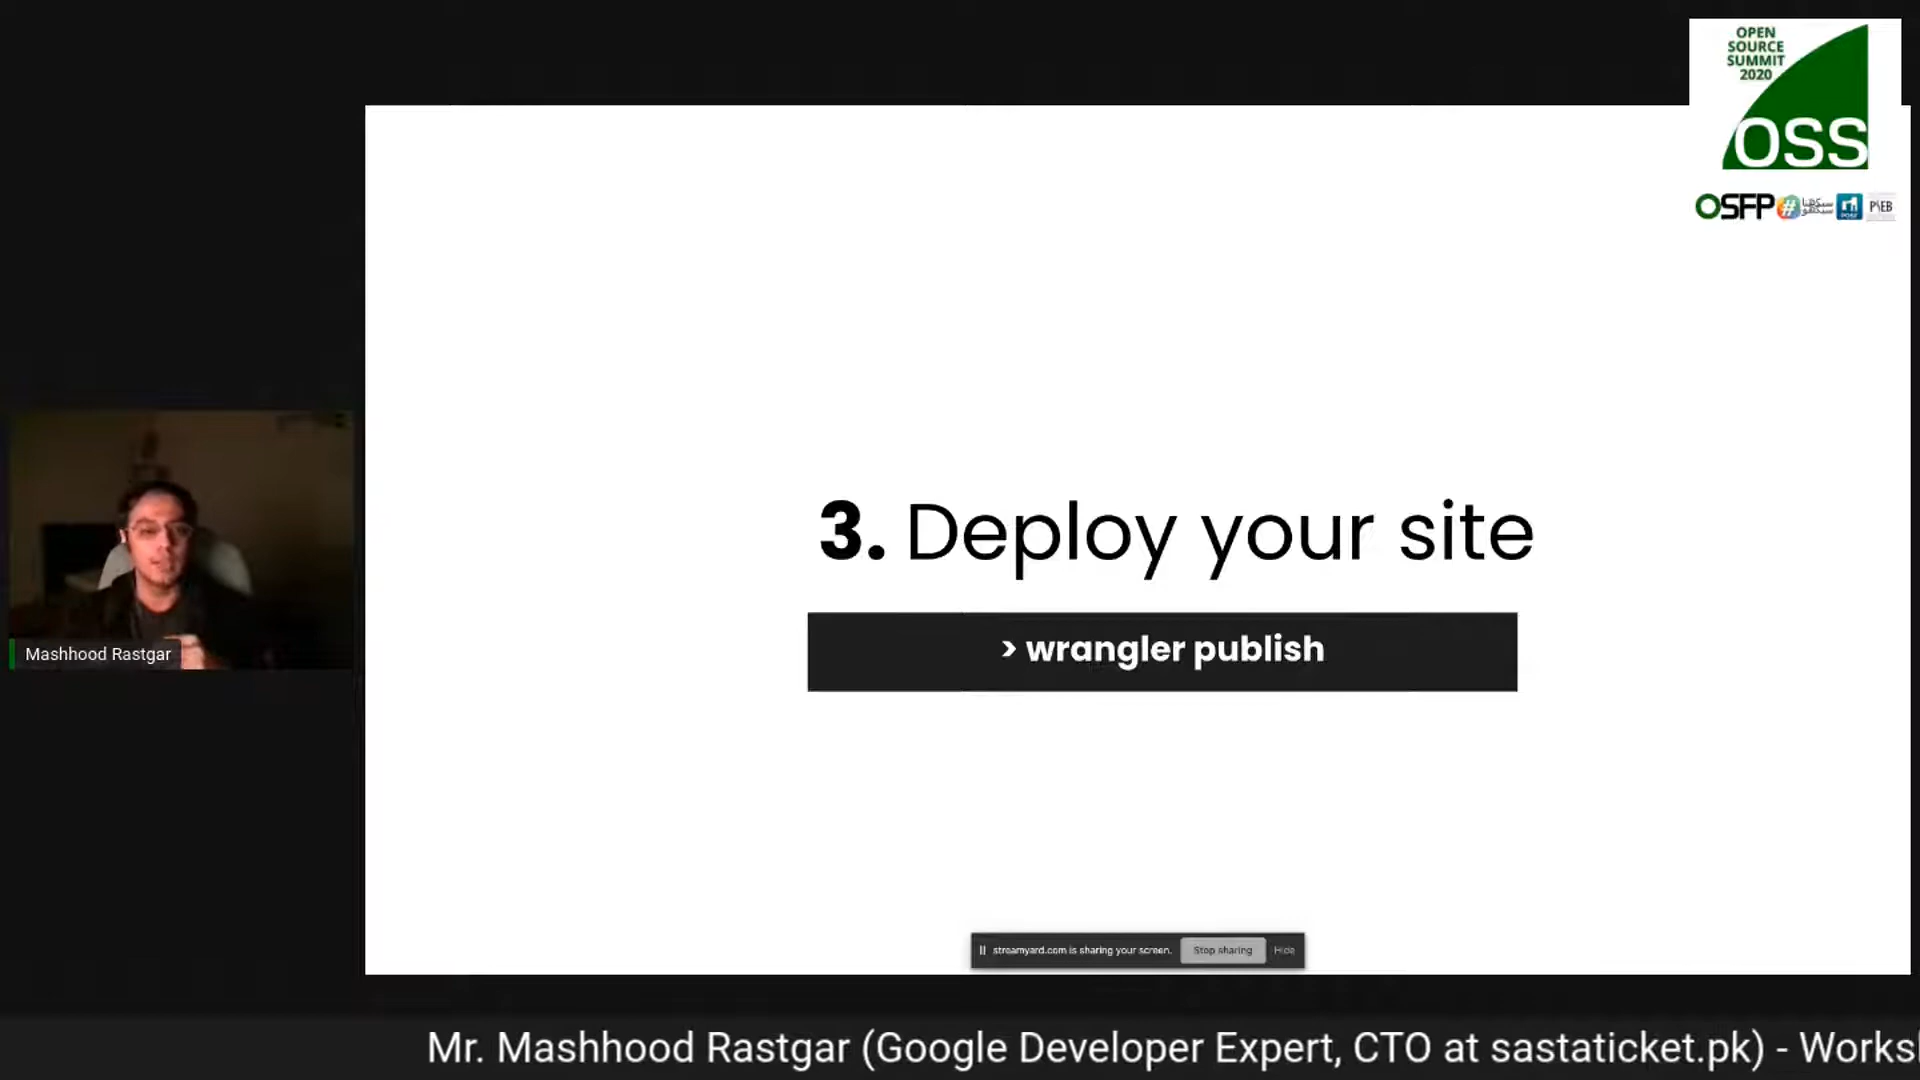 OPEN
SOURCE
SUMMIT
2020
OSS
OSFP
3. Deploy your site
> wrangler publish
Mashhood Rastgar
streamyard.com is sharing your screen. Stop sharing Hide
Mr. Mashhood Rastgar (Google Developer Expert, CTO at sastaticket.pk) - Works